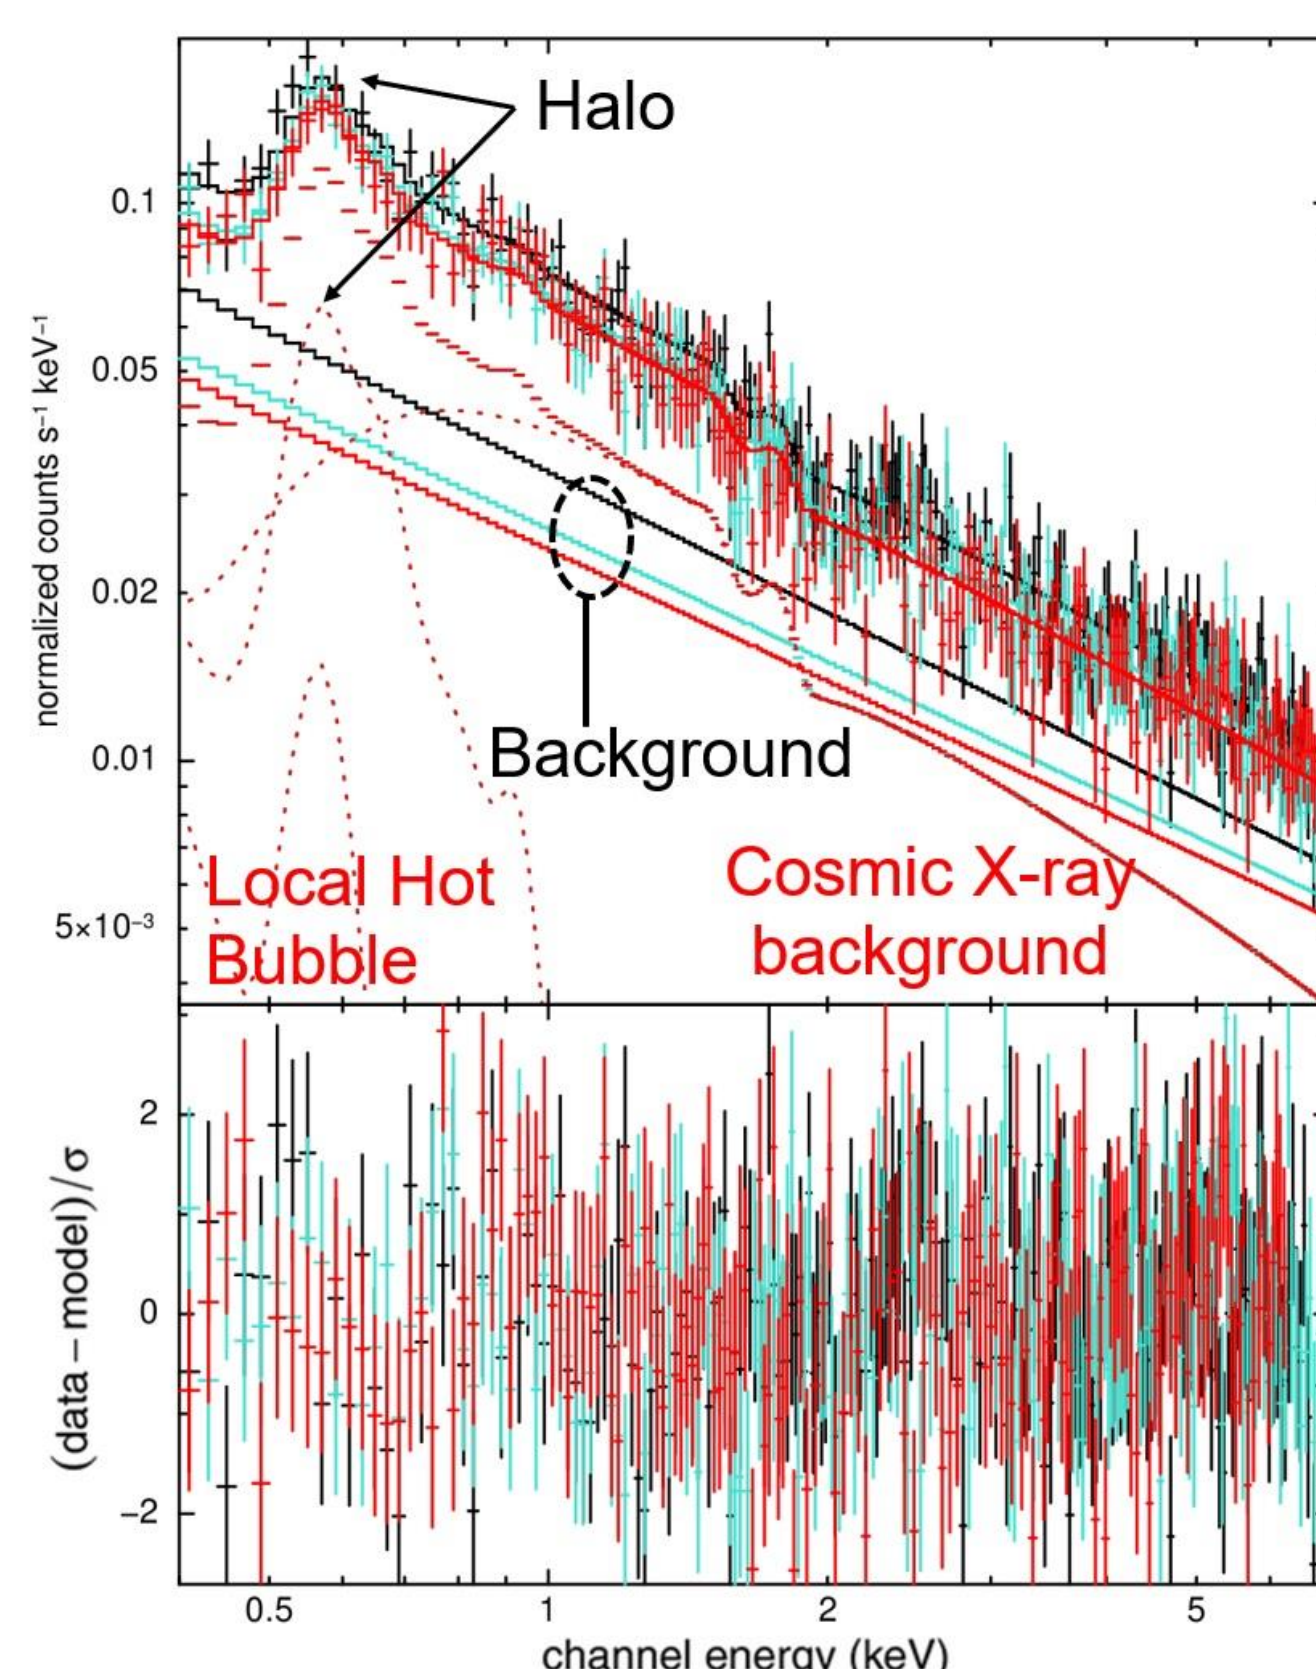 Halo
0.1
0.05
0.02
0.01
5×10⁻³
normalized counts s⁻¹ keV⁻¹
Background
Local Hot
Bubble
Cosmic X-ray
background
2
0
−2
(data − model)/σ
0.5 1 2 5
channel energy (keV)